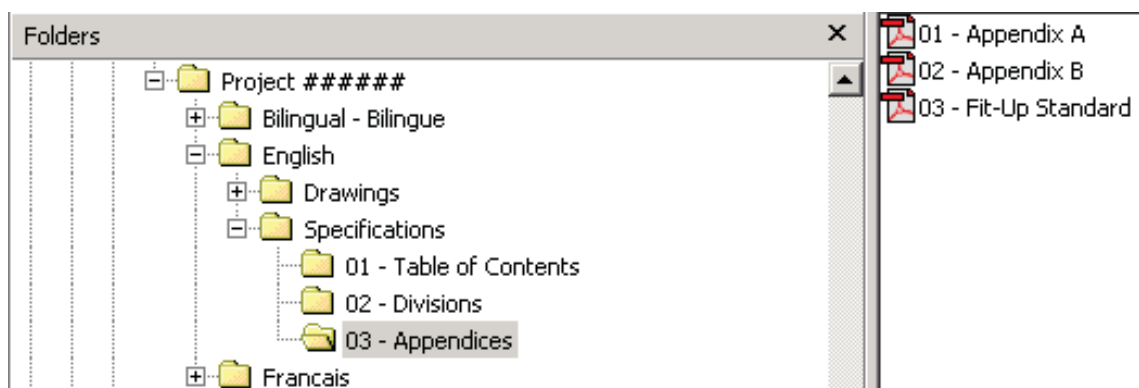 Folders
Project ######
Bilingual - Bilingue
English
Drawings
Specifications
01 - Table of Contents
02 - Divisions
03 - Appendices
Francais
01 - Appendix A
02 - Appendix B
03 - Fit-Up Standard